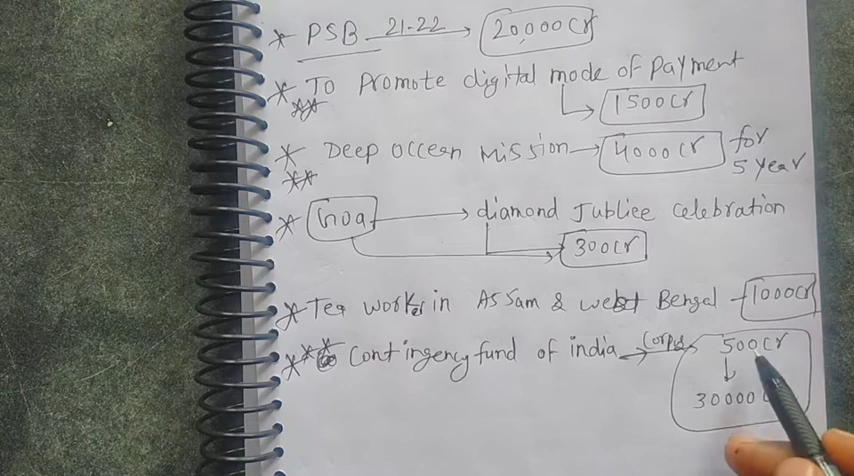 * PSB 21-22 → 20,000 Cr
* To Promote digital mode of Payment
** → 1500 Cr
* Deep Occean Mission → 4000 Cr for 5 year
**
* Goa → diamond Jubliee Celebration
300 Cr
* Tea worker in Assam & West Bengal - 1000 Cr
*** Contingency fund of india → Corpus 500 Cr
↓
30000